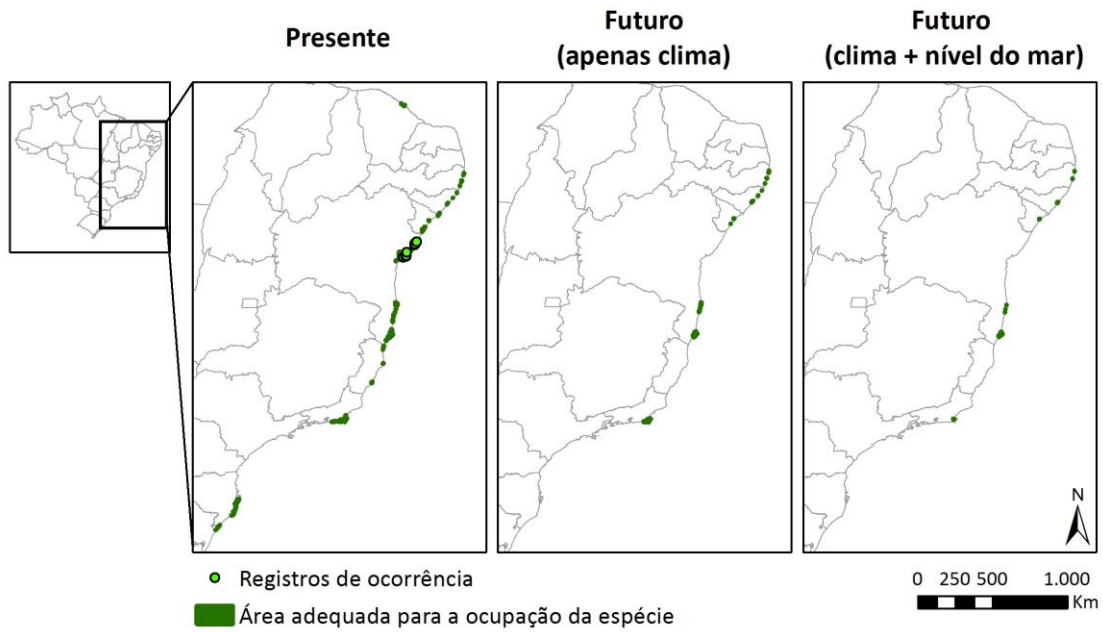 Presente
Futuro
(apenas clima)
Futuro
(clima + nível do mar)
N
Registros de ocorrência
Área adequada para a ocupação da espécie
0 250 500 1.000
Km